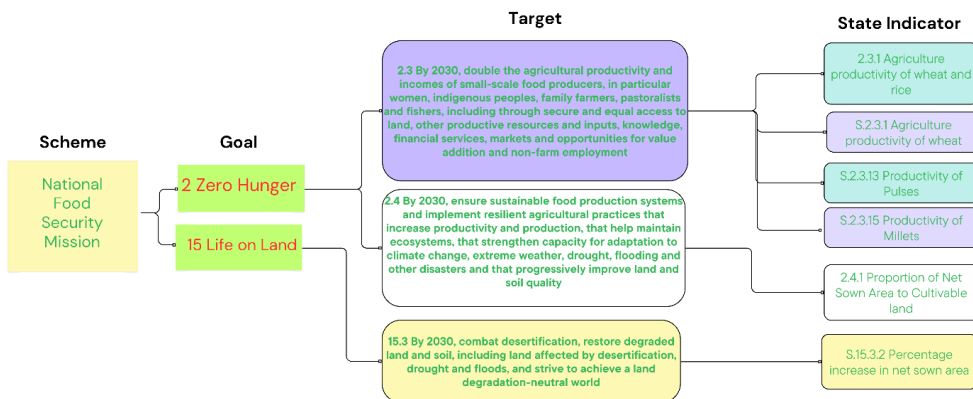 Target
State Indicator
Scheme
Goal
National
Food
Security
Mission
2 Zero Hunger
15 Life on Land
2.3 By 2030, double the agricultural productivity and
incomes of small-scale food producers, in particular
women, indigenous peoples, family farmers, pastoralists
and fishers, including through secure and equal access to
land, other productive resources and inputs, knowledge,
financial services, markets and opportunities for value
addition and non-farm employment
2.4 By 2030, ensure sustainable food production systems
and implement resilient agricultural practices that
increase productivity and production, that help maintain
ecosystems, that strengthen capacity for adaptation to
climate change, extreme weather, drought, flooding and
other disasters and that progressively improve land and
soil quality
15.3 By 2030, combat desertification, restore degraded
land and soil, including land affected by desertification,
drought and floods, and strive to achieve a land
degradation-neutral world
2.3.1 Agriculture
productivity of wheat and
rice
S.2.3.1 Agriculture
productivity of wheat
S.2.3.13 Productivity of
Pulses
S.2.3.15 Productivity of
Millets
2.4.1 Proportion of Net
Sown Area to Cultivable
land
S.15.3.2 Percentage
increase in net sown area